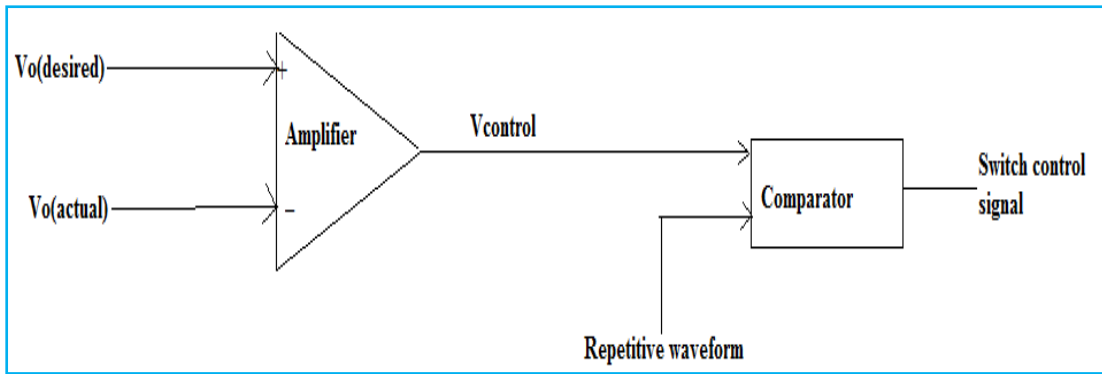 Vo(desired)
+
Amplifier
Vcontrol
Vo(actual)
−
Comparator
Switch control
signal
Repetitive waveform